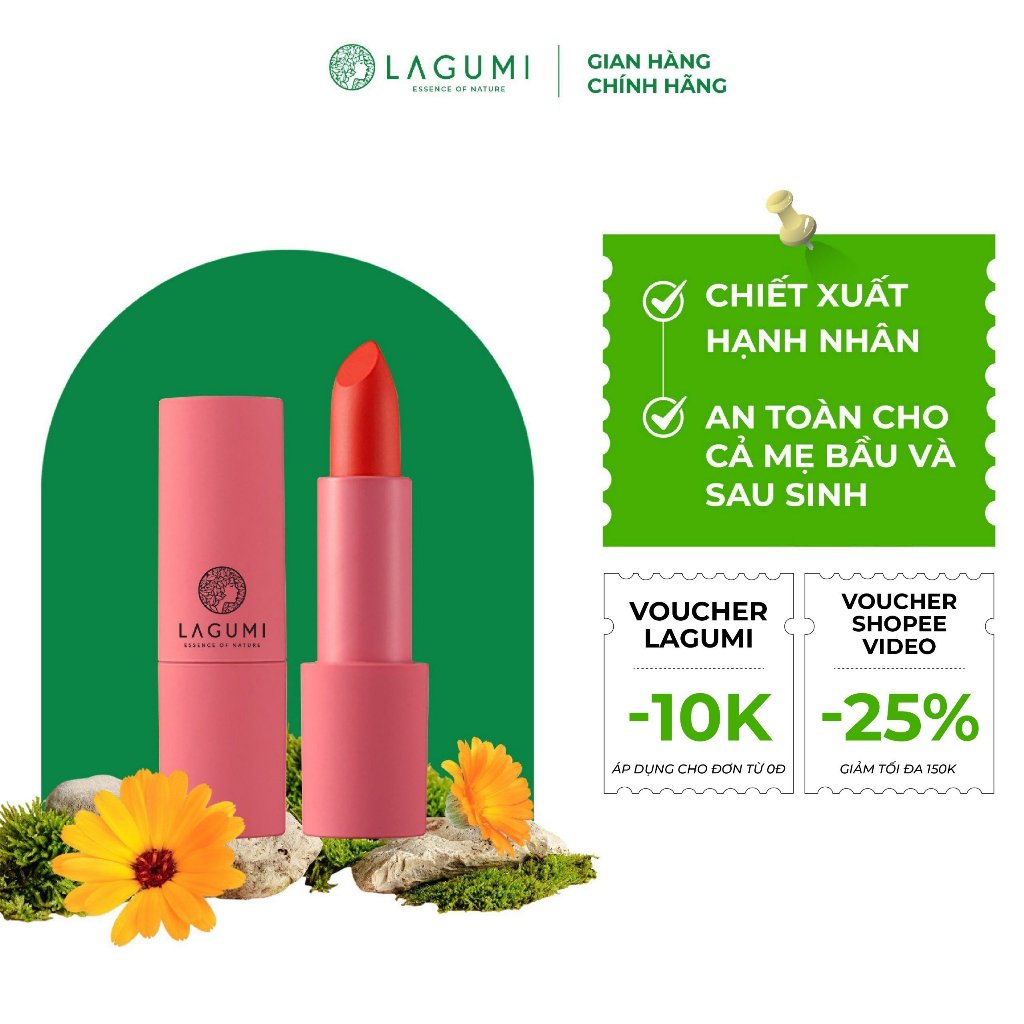 LAGUMI
ESSENCE OF NATURE
GIAN HÀNG
CHÍNH HÃNG
CHIẾT XUẤT
HẠNH NHÂN
AN TOÀN CHO
CẢ MẸ BẦU VÀ
SAU SINH
LAGUMI
ESSENCE OF NATURE
VOUCHER
LAGUMI
-10K
ÁP DỤNG CHO ĐƠN TỪ 0Đ
VOUCHER
SHOPEE
VIDEO
-25%
GIẢM TỐI ĐA 150K